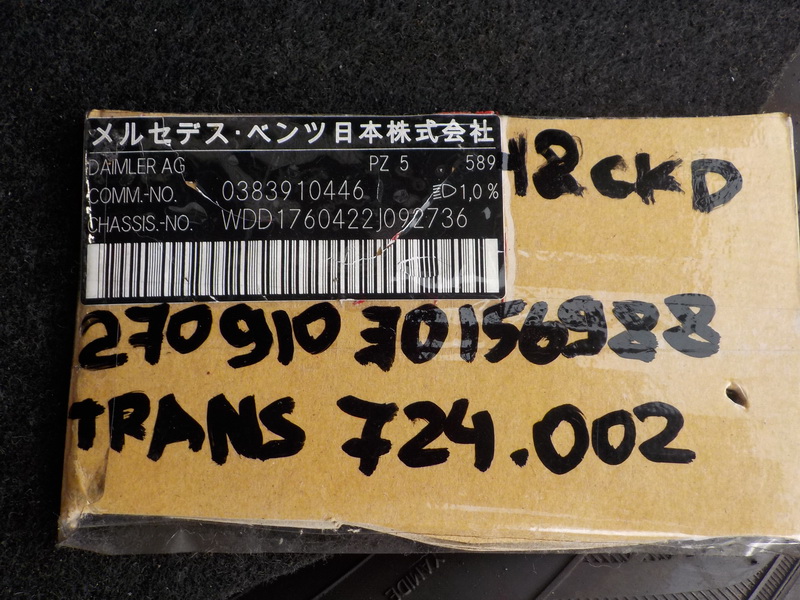 メルセデス・ベンツ日本株式会社
DAIMLER AG PZ 5 589
COMM.-NO. 0383910446 1,0 %
CHASSIS.-NO. WDD1760422J092736
H8CKD
270910 30156988
TRANS 724.002